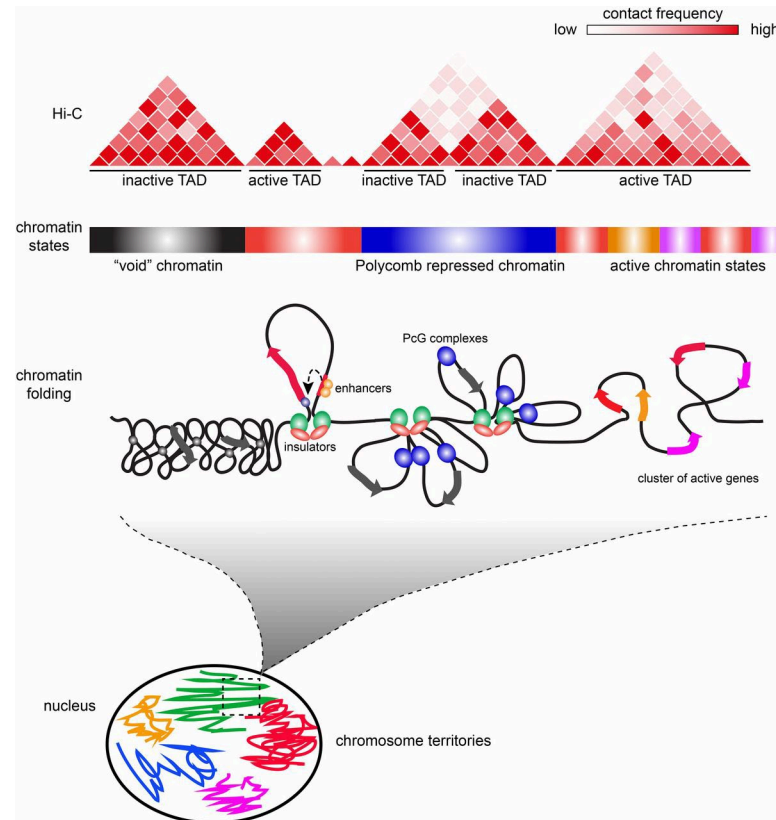 contact frequency
low high
Hi-C
inactive TAD active TAD inactive TAD inactive TAD active TAD
chromatin
states
“void” chromatin Polycomb repressed chromatin active chromatin states
PcG complexes
chromatin
folding
enhancers
insulators
cluster of active genes
nucleus
chromosome territories